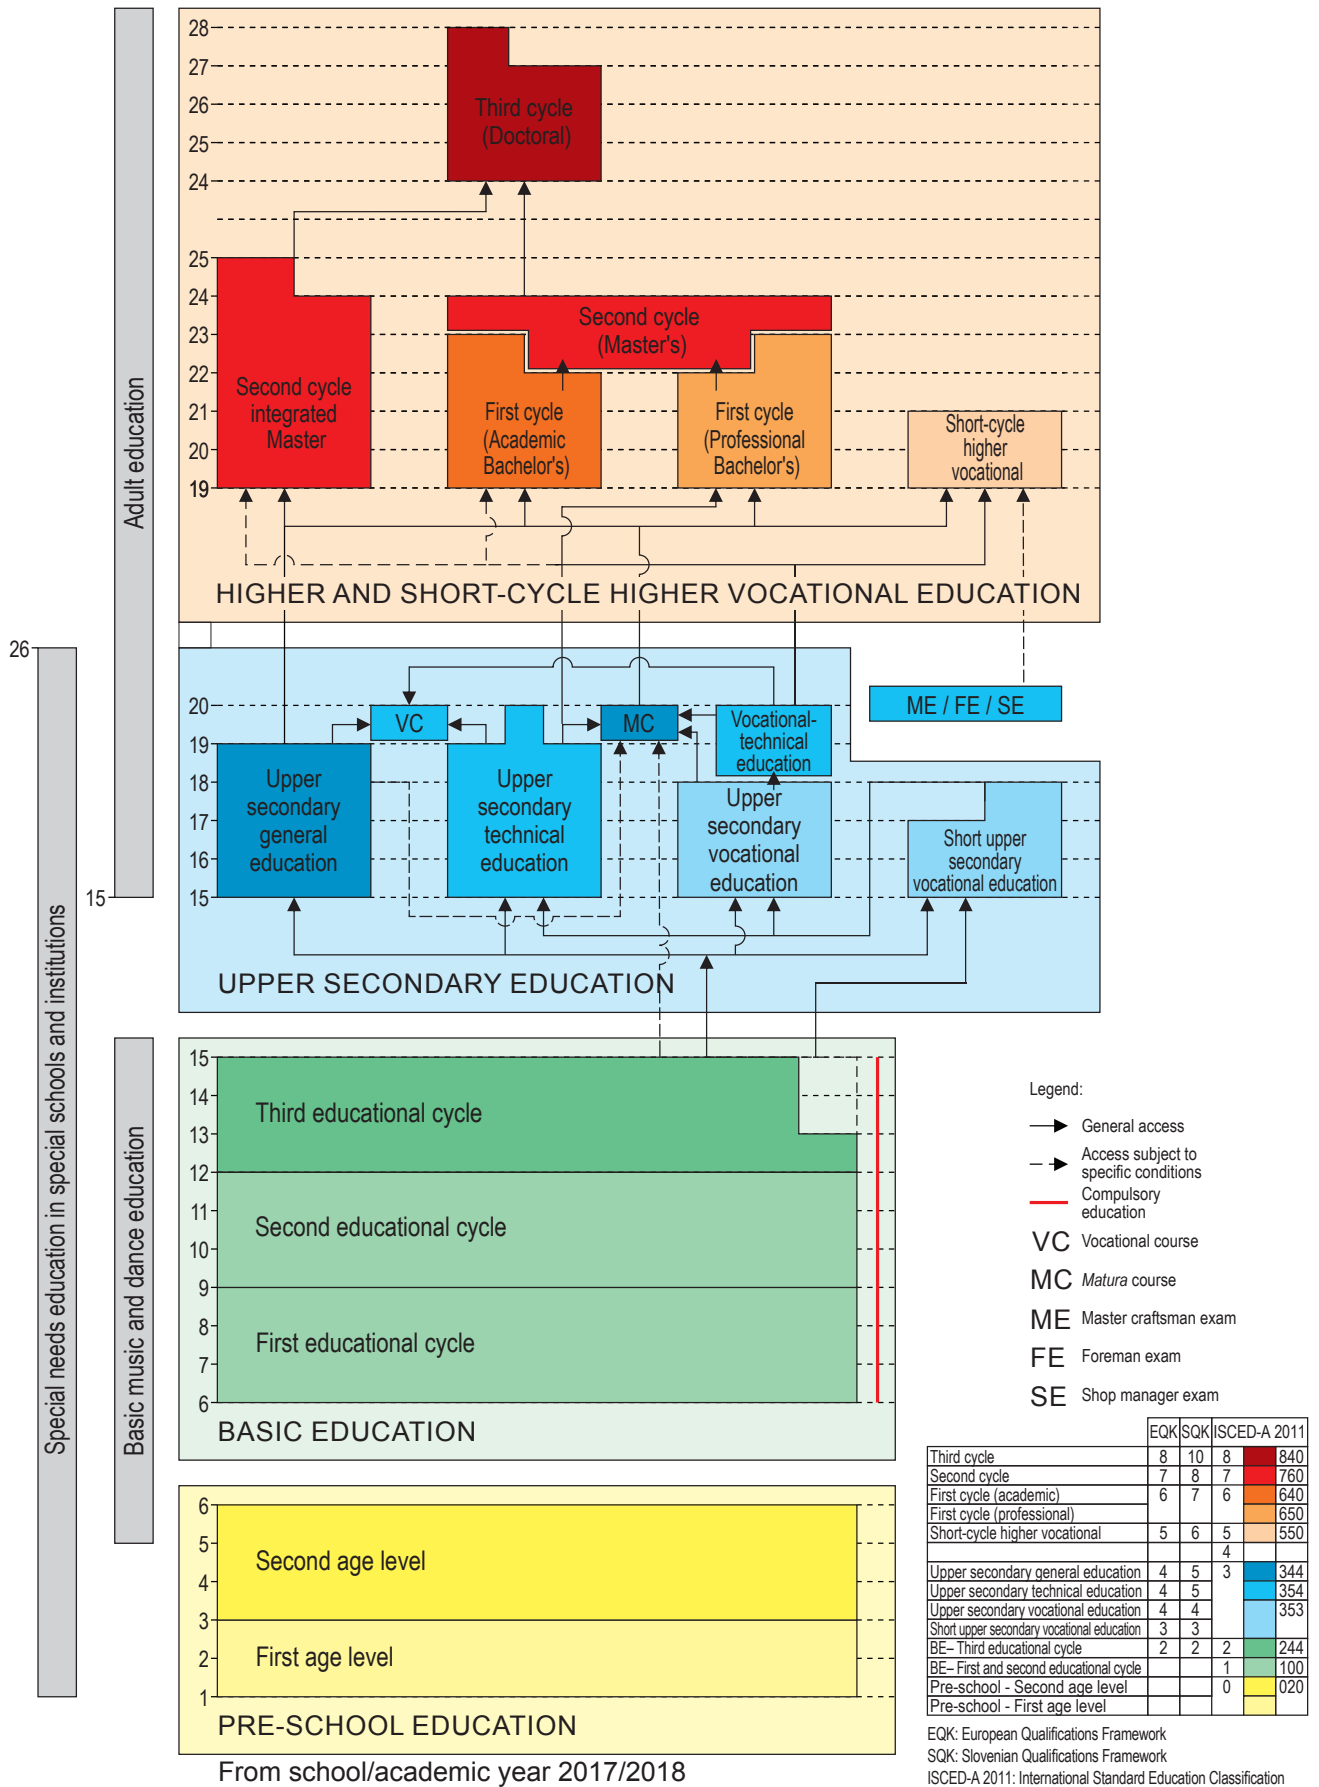 28
27
26
25
24
25
24
23
22
21
20
19
Third cycle
(Doctoral)
Second cycle
integrated
Master
Second cycle
(Master's)
First cycle
(Academic
Bachelor's)
First cycle
(Professional
Bachelor's)
Short-cycle
higher
vocational
HIGHER AND SHORT-CYCLE HIGHER VOCATIONAL EDUCATION
Adult education
26
15
20
19
18
17
16
15
VC
MC
Vocational-
technical
education
ME / FE / SE
Upper
secondary
general
education
Upper
secondary
technical
education
Upper
secondary
vocational
education
Short upper
secondary
vocational education
UPPER SECONDARY EDUCATION
Special needs education in special schools and institutions
Basic music and dance education
15
14
13
12
11
10
9
8
7
6
Third educational cycle
Second educational cycle
First educational cycle
BASIC EDUCATION
6
5
4
3
2
1
Second age level
First age level
PRE-SCHOOL EDUCATION
From school/academic year 2017/2018
Legend:
General access
Access subject to
specific conditions
Compulsory
education
VC Vocational course
MC Matura course
ME Master craftsman exam
FE Foreman exam
SE Shop manager exam
EQK SQK ISCED-A 2011
Third cycle 8 10 8 840
Second cycle 7 8 7 760
First cycle (academic) 6 7 6 640
First cycle (professional) 650
Short-cycle higher vocational 5 6 5 550
4
Upper secondary general education 4 5 3 344
Upper secondary technical education 4 5 354
Upper secondary vocational education 4 4 353
Short upper secondary vocational education 3 3
BE– Third educational cycle 2 2 2 244
BE– First and second educational cycle 1 100
Pre-school - Second age level 0 020
Pre-school - First age level
EQK: European Qualifications Framework
SQK: Slovenian Qualifications Framework
ISCED-A 2011: International Standard Education Classification